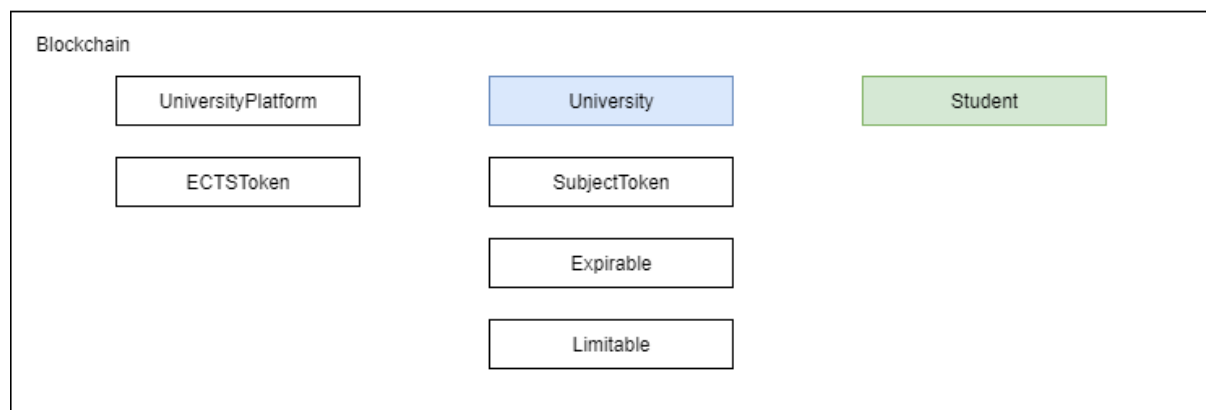 Blockchain
UniversityPlatform
University
Student
ECTSToken
SubjectToken
Expirable
Limitable